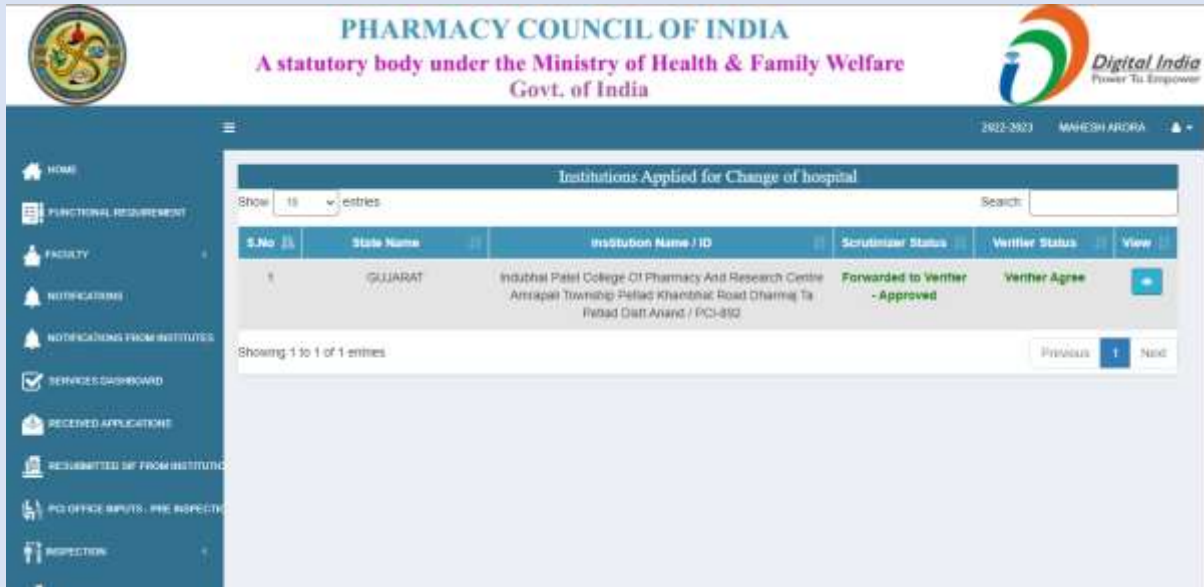 PHARMACY COUNCIL OF INDIA
A statutory body under the Ministry of Health & Family Welfare
Govt. of India
Digital India
Power To Empower
2022-2023 MAHESH ARORA
HOME
FUNCTIONAL REQUIREMENT
FACULTY
NOTIFICATIONS
NOTIFICATIONS FROM INSTITUTES
SERVICES DASHBOARD
RECEIVED APPLICATIONS
RESUBMITTED SIF FROM INSTITUTIO
PCI OFFICE INPUTS - PRE INSPECTIO
INSPECTION
Institutions Applied for Change of hospital
Show 10 entries Search:
S.No State Name Institution Name / ID Scrutinizer Status Verifier Status View
1 GUJARAT Indubhai Patel College Of Pharmacy And Research Centre Forwarded to Verifier Verifier Agree
Amrapali Township Petlad Khambhat Road Dharmaj Ta - Approved
Petlad Distt Anand / PCI-892
Showing 1 to 1 of 1 entries Previous 1 Next